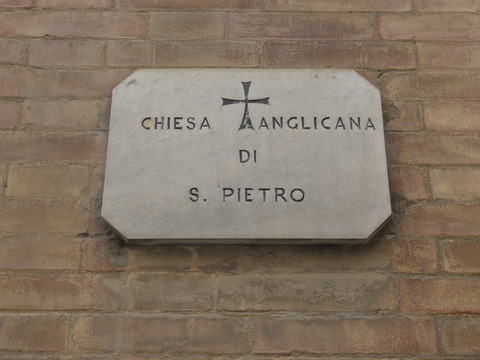 CHIESA ANGLICANA
DI
S. PIETRO